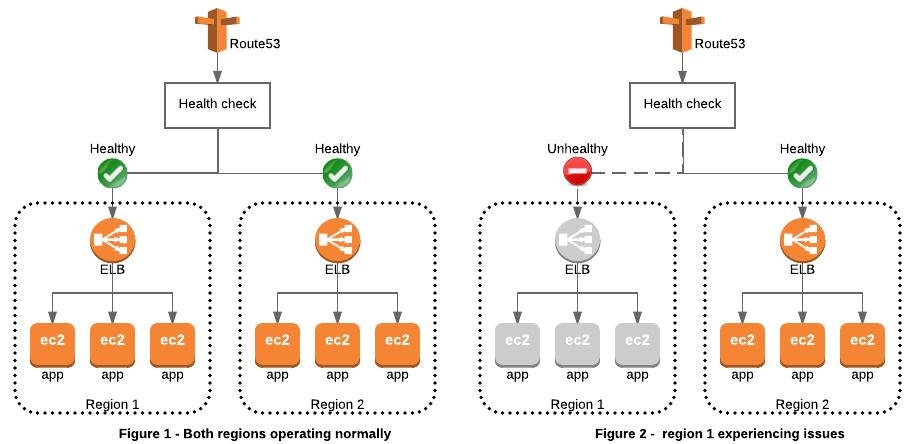 Route53
Health check
Healthy
Healthy
ELB
ELB
ec2 ec2 ec2
ec2 ec2 ec2
app app app
app app app
Region 1
Region 2
Figure 1 - Both regions operating normally
Route53
Health check
Unhealthy
Healthy
ELB
ELB
ec2 ec2 ec2
ec2 ec2 ec2
app app app
app app app
Region 1
Region 2
Figure 2 - region 1 experiencing issues